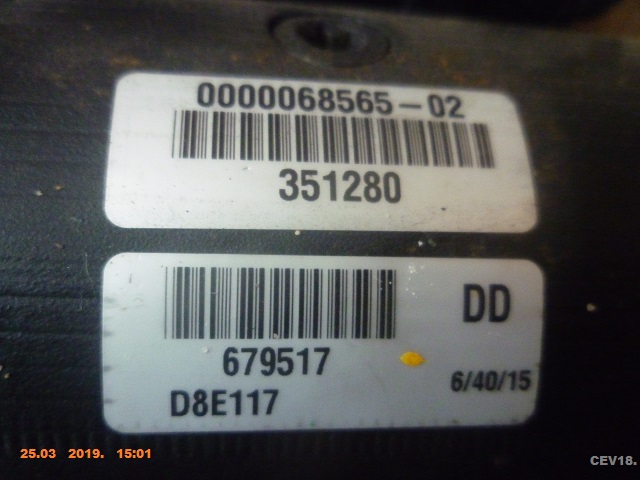 0000068565-02
351280
679517
DD
D8E117
6/40/15
25.03 2019. 15:01
CEV18.